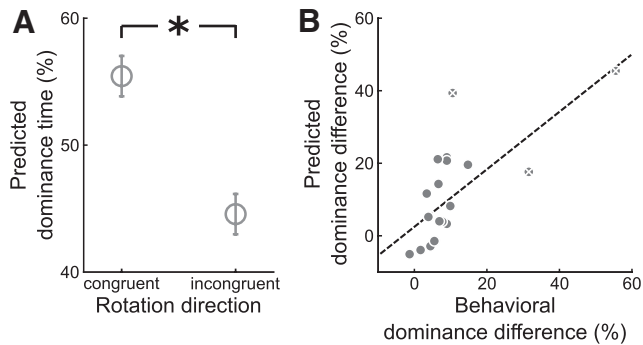 A
Predicted
dominance time (%)
60
50
40
*
congruent
incongruent
Rotation direction
B
Predicted
dominance difference (%)
60
40
20
0
0
20
40
60
Behavioral
dominance difference (%)